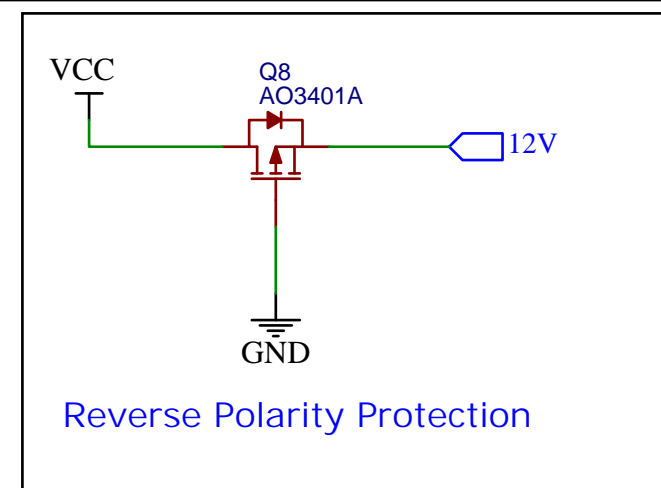 VCC
Q8
AO3401A
12V
GND
Reverse Polarity Protection